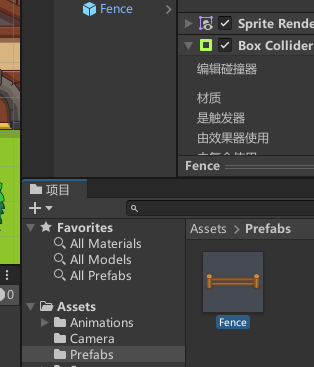 Fence
Sprite Rende
Box Collider
编辑碰撞器
材质
是触发器
由效果器使用
Fence
项目
Favorites
All Materials
All Models
All Prefabs
Assets
Animations
Camera
Prefabs
Assets > Prefabs
Fence
0